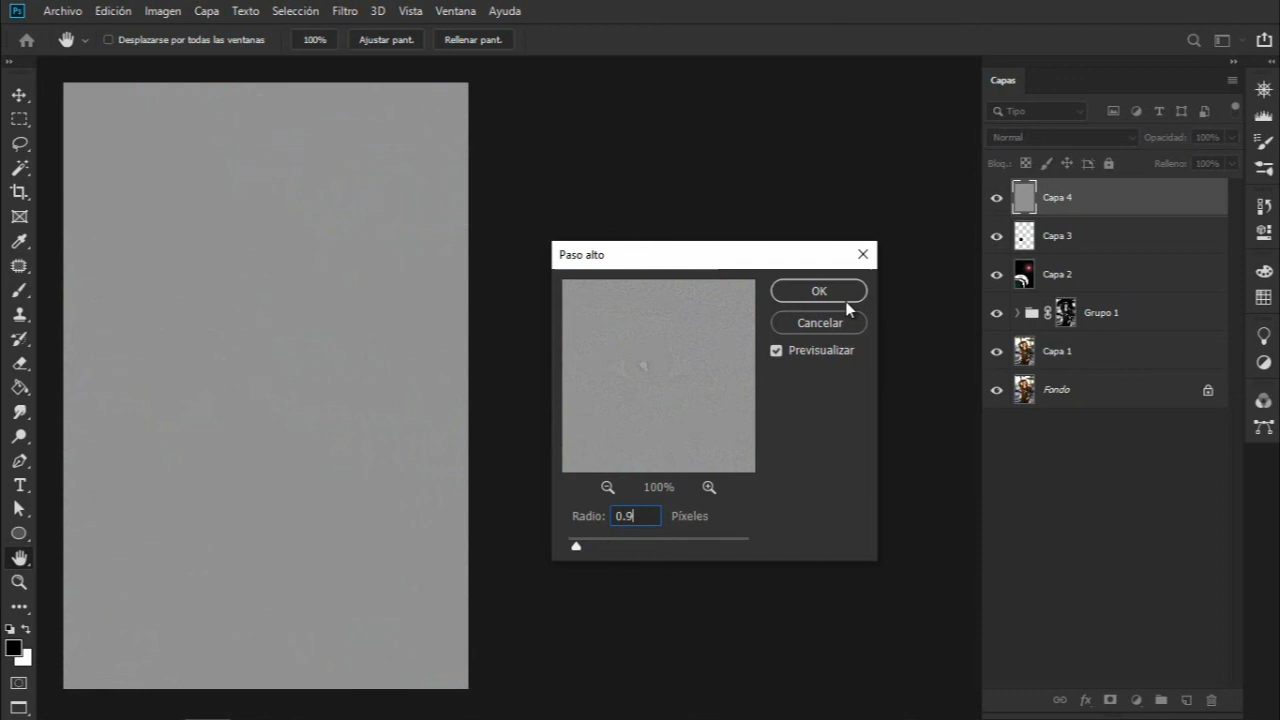 Ps Archivo Edición Imagen Capa Texto Selección Filtro 3D Vista Ventana Ayuda
Desplazarse por todas las ventanas 100% Ajustar pant. Rellenar pant.
Capas
Tipo
Normal Opacidad: 100%
Bloq.: Relleno: 100%
Capa 4
Capa 3
Capa 2
Grupo 1
Capa 1
Fondo
Paso alto
OK
Cancelar
Previsualizar
100%
Radio: 0.9 Píxeles